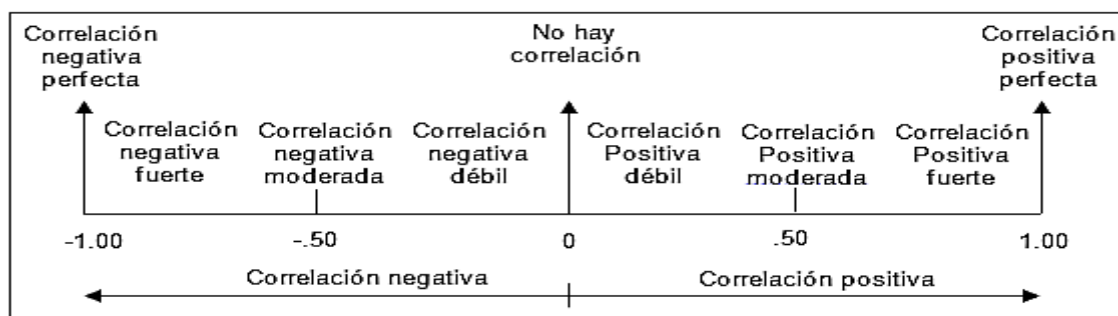 Correlación
negativa
perfecta
No hay
correlación
Correlación
positiva
perfecta
Correlación
negativa
fuerte
Correlación
negativa
moderada
Correlación
negativa
débil
Correlación
Positiva
débil
Correlación
Positiva
moderada
Correlación
Positiva
fuerte
-1.00
-.50
0
.50
1.00
Correlación negativa
Correlación positiva